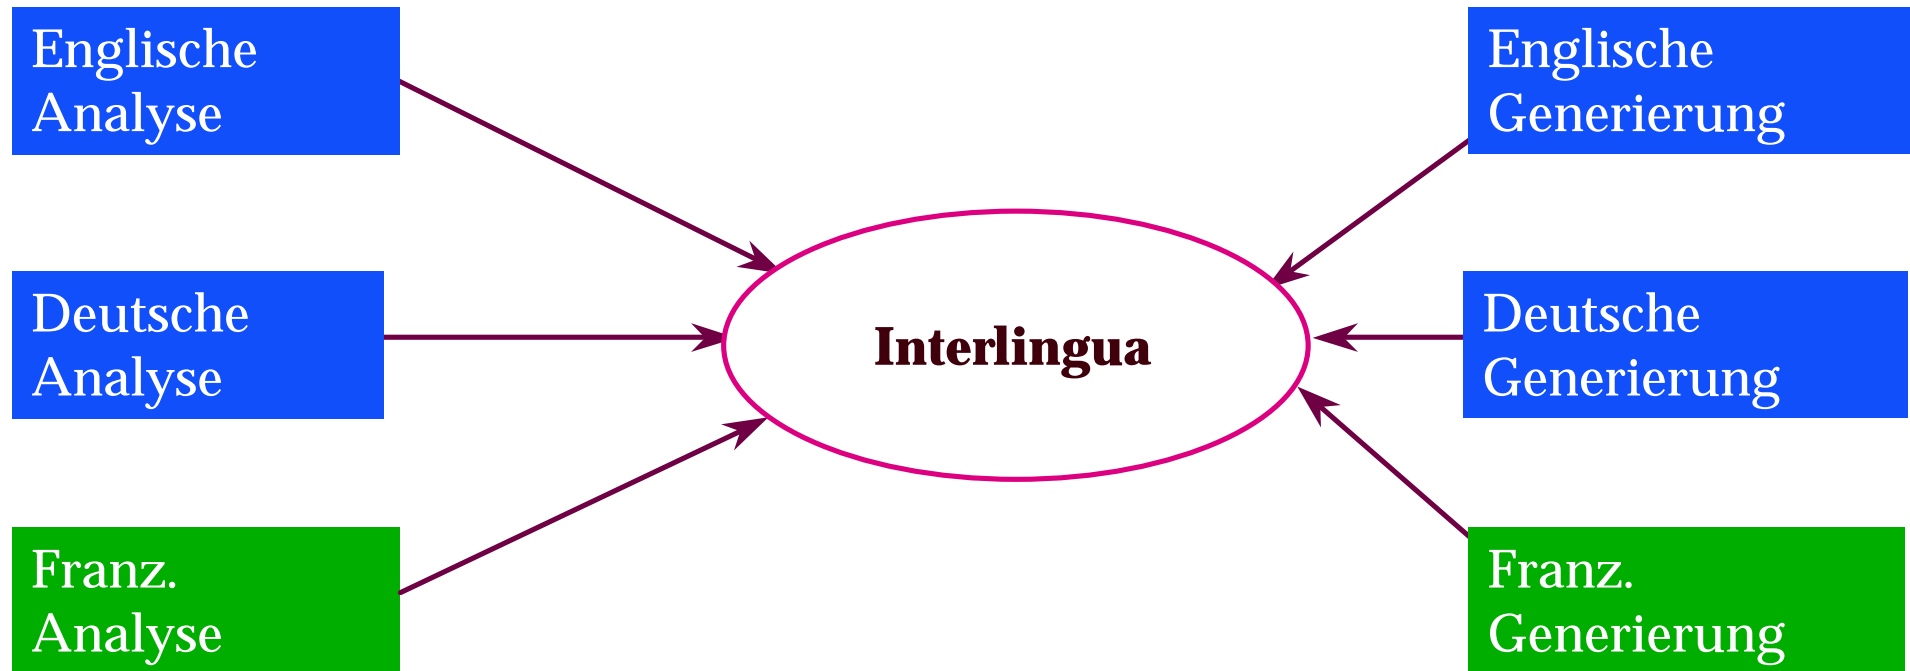 Englische
Analyse
Englische
Generierung
Interlingua
Deutsche
Analyse
Deutsche
Generierung
Franz.
Analyse
Franz.
Generierung